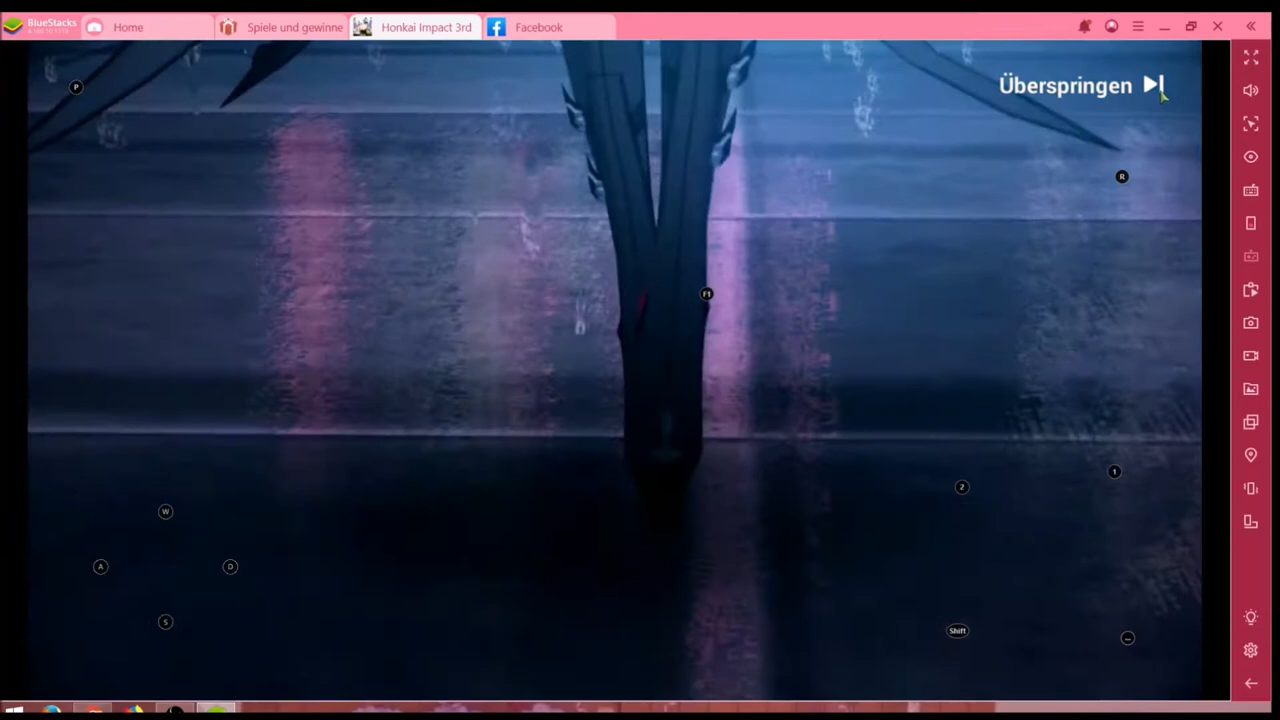 BlueStacks
Home
Spiele und gewinne
Honkai Impact 3rd
Facebook
Überspringen
P
R
F1
1
2
W
A
D
S
Shift